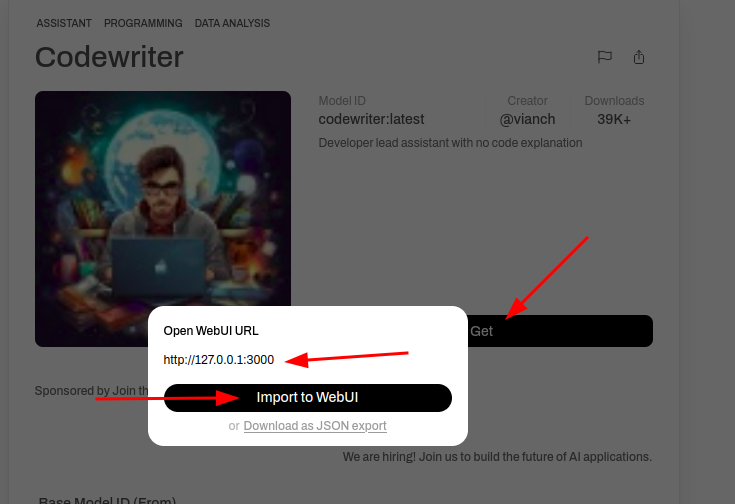 ASSISTANT PROGRAMMING DATA ANALYSIS
Codewriter
Model ID Creator Downloads
codewriter:latest @vianch 39K+
Developer lead assistant with no code explanation
Get
Open WebUI URL
http://127.0.0.1:3000
Import to WebUI
or Download as JSON export
Sponsored by Join th
We are hiring! Join us to build the future of AI applications.
Base Model ID (From)